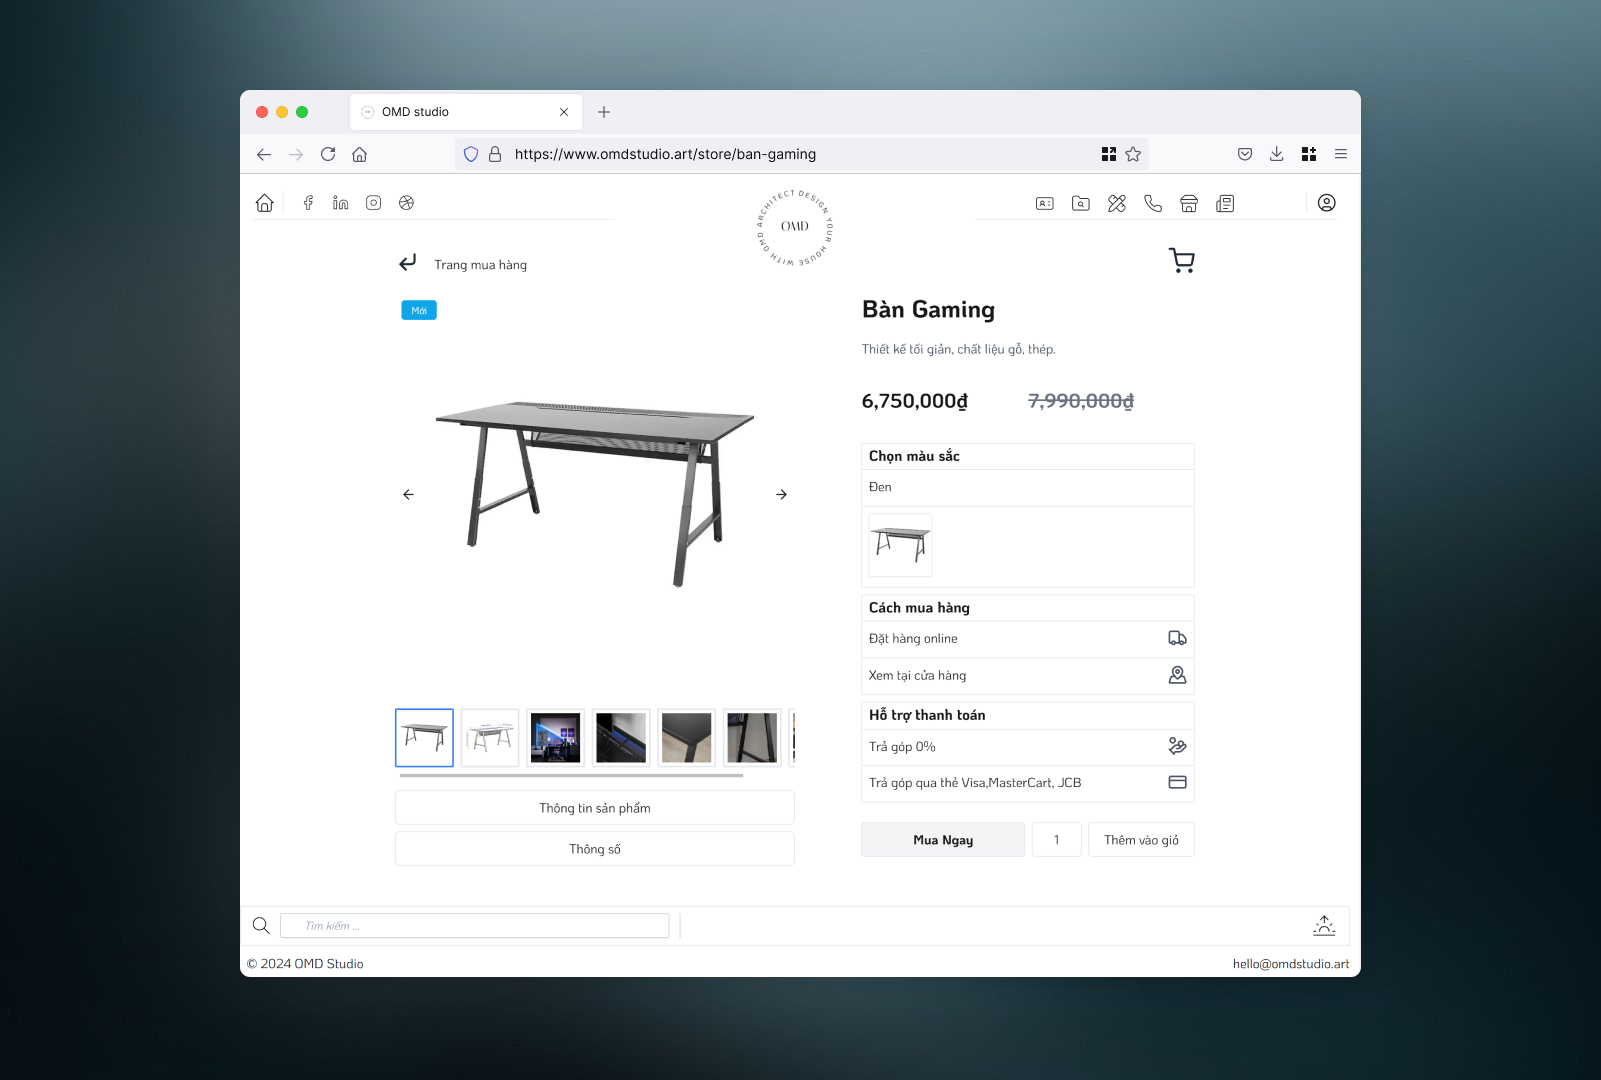 OMD studio
https://www.omdstudio.art/store/ban-gaming
ARCHITECT DESIGN YOUR HOUSE WITH OMD
OMD
Trang mua hàng
Mới
Bàn Gaming
Thiết kế tối giản, chất liệu gỗ, thép.
6,750,000₫
7,990,000₫
Chọn màu sắc
Đen
Cách mua hàng
Đặt hàng online
Xem tại cửa hàng
Hỗ trợ thanh toán
Trả góp 0%
Trả góp qua thẻ Visa,MasterCart, JCB
Thông tin sản phẩm
Thông số
Mua Ngay
1
Thêm vào giỏ
Tìm kiếm ...
© 2024 OMD Studio
hello@omdstudio.art